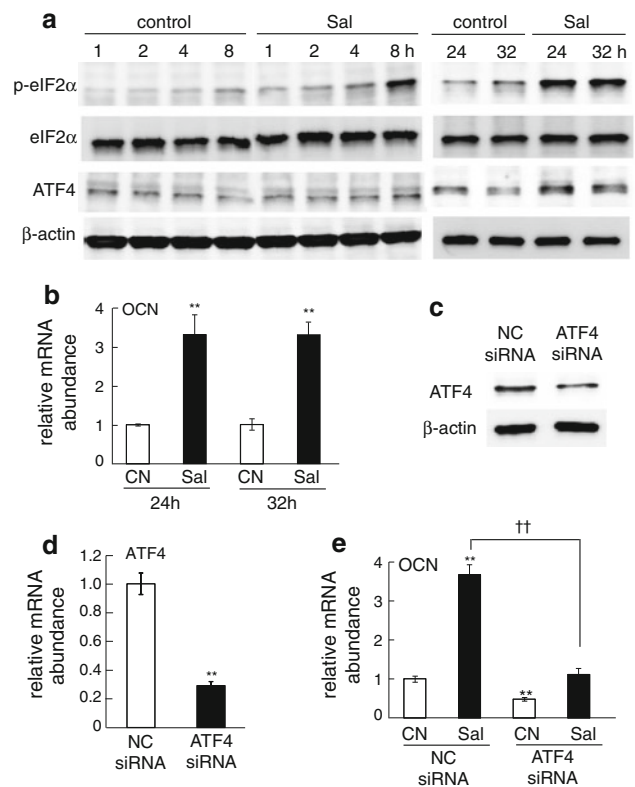 a
control Sal control Sal
1 2 4 8 1 2 4 8 h 24 32 24 32 h
p-eIF2α
eIF2α
ATF4
β-actin
b
OCN
relative mRNA
abundance
4
3
2
1
0
** **
CN Sal CN Sal
24h 32h
c
NC
siRNA
ATF4
siRNA
ATF4
β-actin
d
ATF4
relative mRNA
abundance
1.2
1.0
0.8
0.6
0.4
0.2
0
**
NC
siRNA
ATF4
siRNA
e
OCN
relative mRNA
abundance
4
3
2
1
0
††
**
**
CN Sal CN Sal
NC
siRNA
ATF4
siRNA